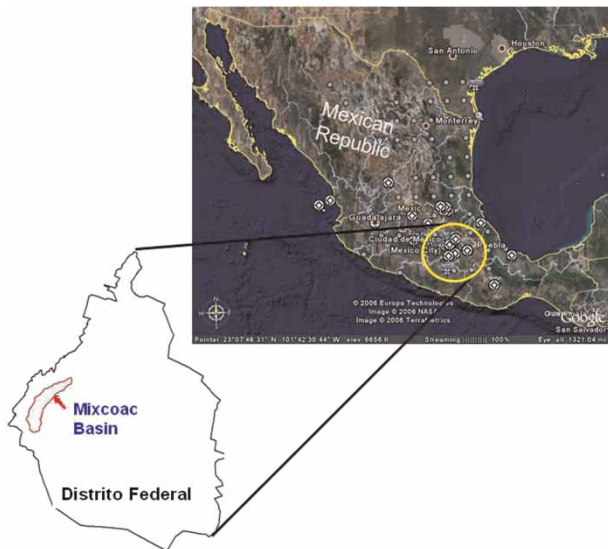 San Antonio
Houston
Monterrey
Mexican
Republic
Mexico
Guadalajara
Ciudad de Mexico
Mexico City
Puebla
© 2006 Europa Technologies
Image © 2006 NASA
Image © 2006 TerraMetrics
Google
San Salvador
Pointer 23°07'46.31" N, 101°42'30.44" W elev 6656 ft
Streaming |||||||||| 100%
Eye alt 1321.04 mi
Mixcoac
Basin
Distrito Federal